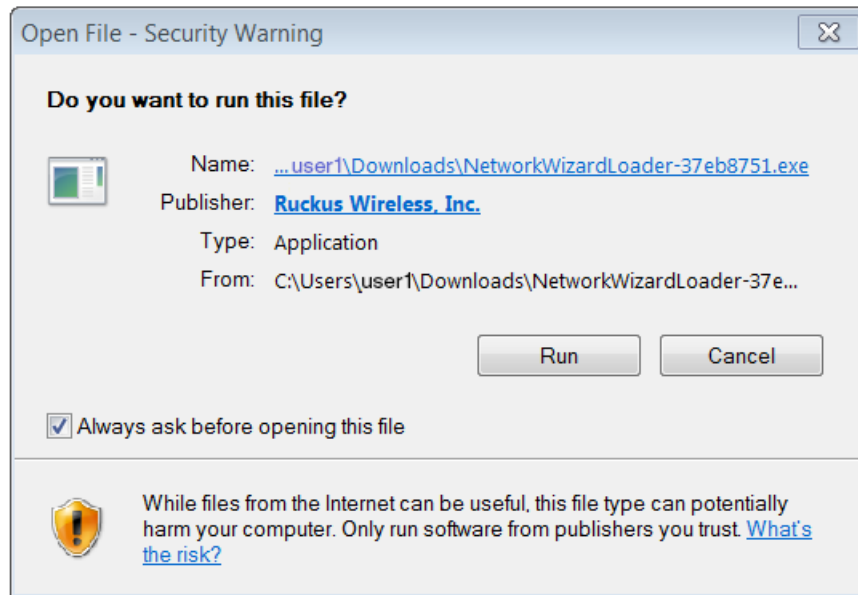 Open File - Security Warning
Do you want to run this file?
Name: ...user1\Downloads\NetworkWizardLoader-37eb8751.exe
Publisher: Ruckus Wireless, Inc.
Type: Application
From: C:\Users\user1\Downloads\NetworkWizardLoader-37e...
Run Cancel
Always ask before opening this file
While files from the Internet can be useful, this file type can potentially
harm your computer. Only run software from publishers you trust. What's
the risk?